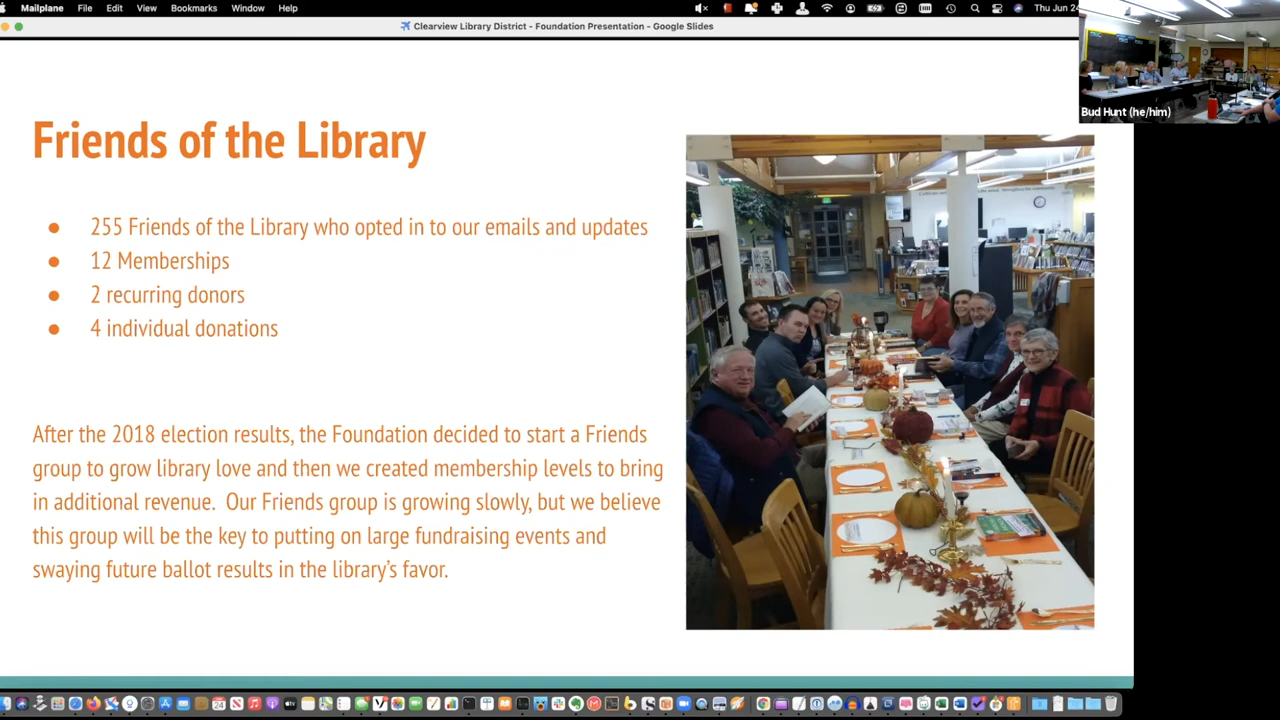 Mailplane File Edit View Bookmarks Window Help
Thu Jun 24
Clearview Library District - Foundation Presentation - Google Slides
Bud Hunt (he/him)
Friends of the Library
● 255 Friends of the Library who opted in to our emails and updates
● 12 Memberships
● 2 recurring donors
● 4 individual donations
After the 2018 election results, the Foundation decided to start a Friends
group to grow library love and then we created membership levels to bring
in additional revenue. Our Friends group is growing slowly, but we believe
this group will be the key to putting on large fundraising events and
swaying future ballot results in the library's favor.